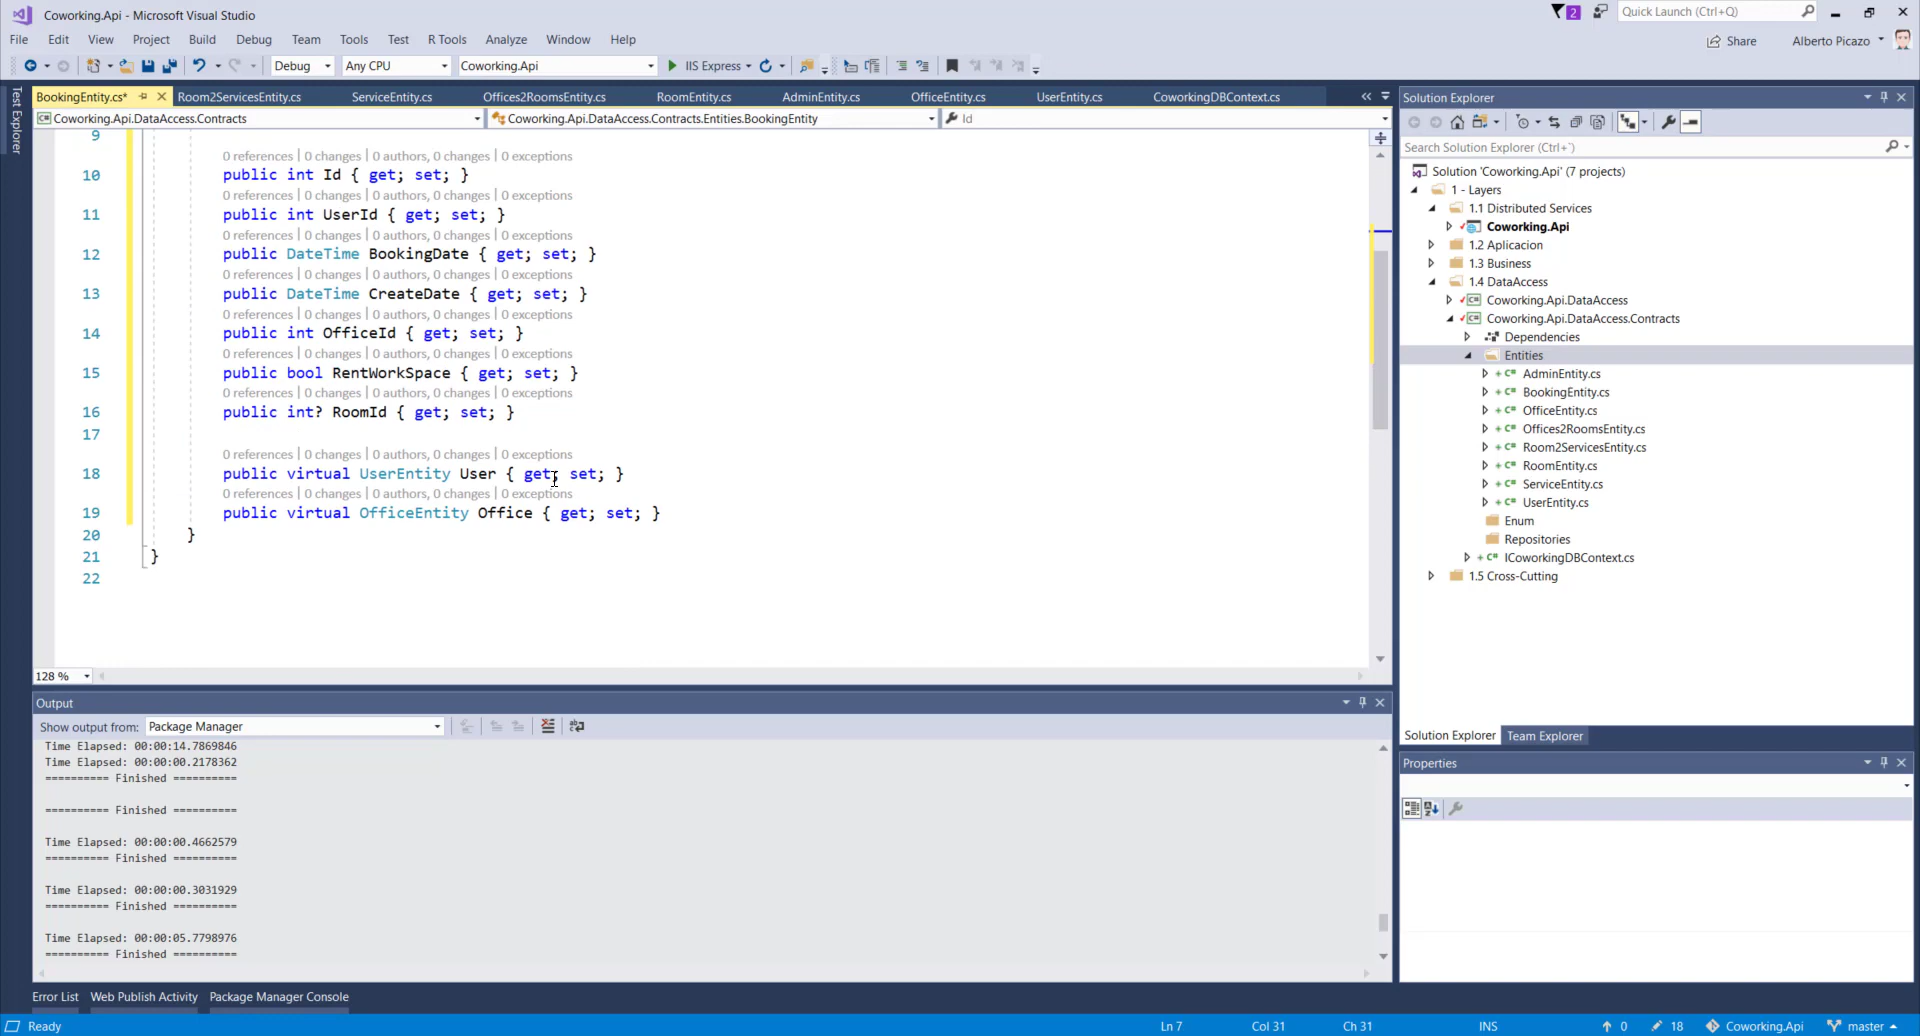 Coworking.Api - Microsoft Visual Studio
2
Quick Launch (Ctrl+Q)
File Edit View Project Build Debug Team Tools Test R Tools Analyze Window Help
Share Alberto Picazo
Debug Any CPU Coworking.Api IIS Express
Test Explorer
BookingEntity.cs* Room2ServicesEntity.cs ServiceEntity.cs Offices2RoomsEntity.cs RoomEntity.cs AdminEntity.cs OfficeEntity.cs UserEntity.cs CoworkingDBContext.cs
Coworking.Api.DataAccess.Contracts Coworking.Api.DataAccess.Contracts.Entities.BookingEntity Id
9
0 references | 0 changes | 0 authors, 0 changes | 0 exceptions
10 public int Id { get; set; }
0 references | 0 changes | 0 authors, 0 changes | 0 exceptions
11 public int UserId { get; set; }
0 references | 0 changes | 0 authors, 0 changes | 0 exceptions
12 public DateTime BookingDate { get; set; }
0 references | 0 changes | 0 authors, 0 changes | 0 exceptions
13 public DateTime CreateDate { get; set; }
0 references | 0 changes | 0 authors, 0 changes | 0 exceptions
14 public int OfficeId { get; set; }
0 references | 0 changes | 0 authors, 0 changes | 0 exceptions
15 public bool RentWorkSpace { get; set; }
0 references | 0 changes | 0 authors, 0 changes | 0 exceptions
16 public int? RoomId { get; set; }
17
0 references | 0 changes | 0 authors, 0 changes | 0 exceptions
18 public virtual UserEntity User { get; set; }
0 references | 0 changes | 0 authors, 0 changes | 0 exceptions
19 public virtual OfficeEntity Office { get; set; }
20 }
21 }
22
128 %
Output
Show output from: Package Manager
Time Elapsed: 00:00:14.7869846
Time Elapsed: 00:00:00.2178362
========== Finished ==========
========== Finished ==========
Time Elapsed: 00:00:00.4662579
========== Finished ==========
Time Elapsed: 00:00:00.3031929
========== Finished ==========
Time Elapsed: 00:00:05.7798976
========== Finished ==========
Error List Web Publish Activity Package Manager Console
Solution Explorer
Search Solution Explorer (Ctrl+¨)
Solution 'Coworking.Api' (7 projects)
1 - Layers
1.1 Distributed Services
Coworking.Api
1.2 Aplicacion
1.3 Business
1.4 DataAccess
Coworking.Api.DataAccess
Coworking.Api.DataAccess.Contracts
Dependencies
Entities
AdminEntity.cs
BookingEntity.cs
OfficeEntity.cs
Offices2RoomsEntity.cs
Room2ServicesEntity.cs
RoomEntity.cs
ServiceEntity.cs
UserEntity.cs
Enum
Repositories
ICoworkingDBContext.cs
1.5 Cross-Cutting
Solution Explorer Team Explorer
Properties
Ready Ln 7 Col 31 Ch 31 INS 0 18 Coworking.Api master